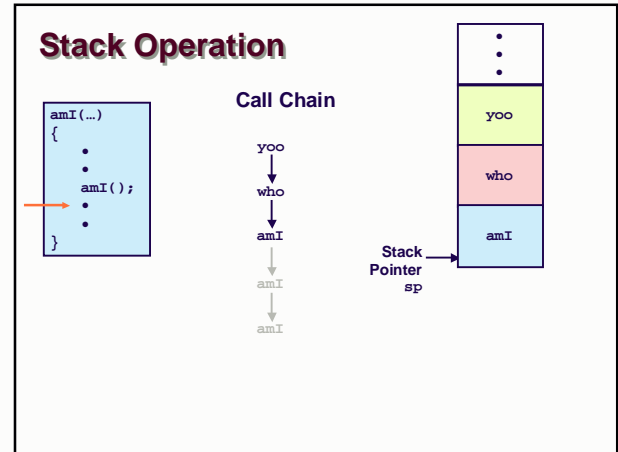 Stack Operation
amI(…)
{
•
•
amI();
•
•
}
Call Chain
yoo
who
amI
amI
amI
•
•
•
yoo
who
amI
Stack
Pointer
sp